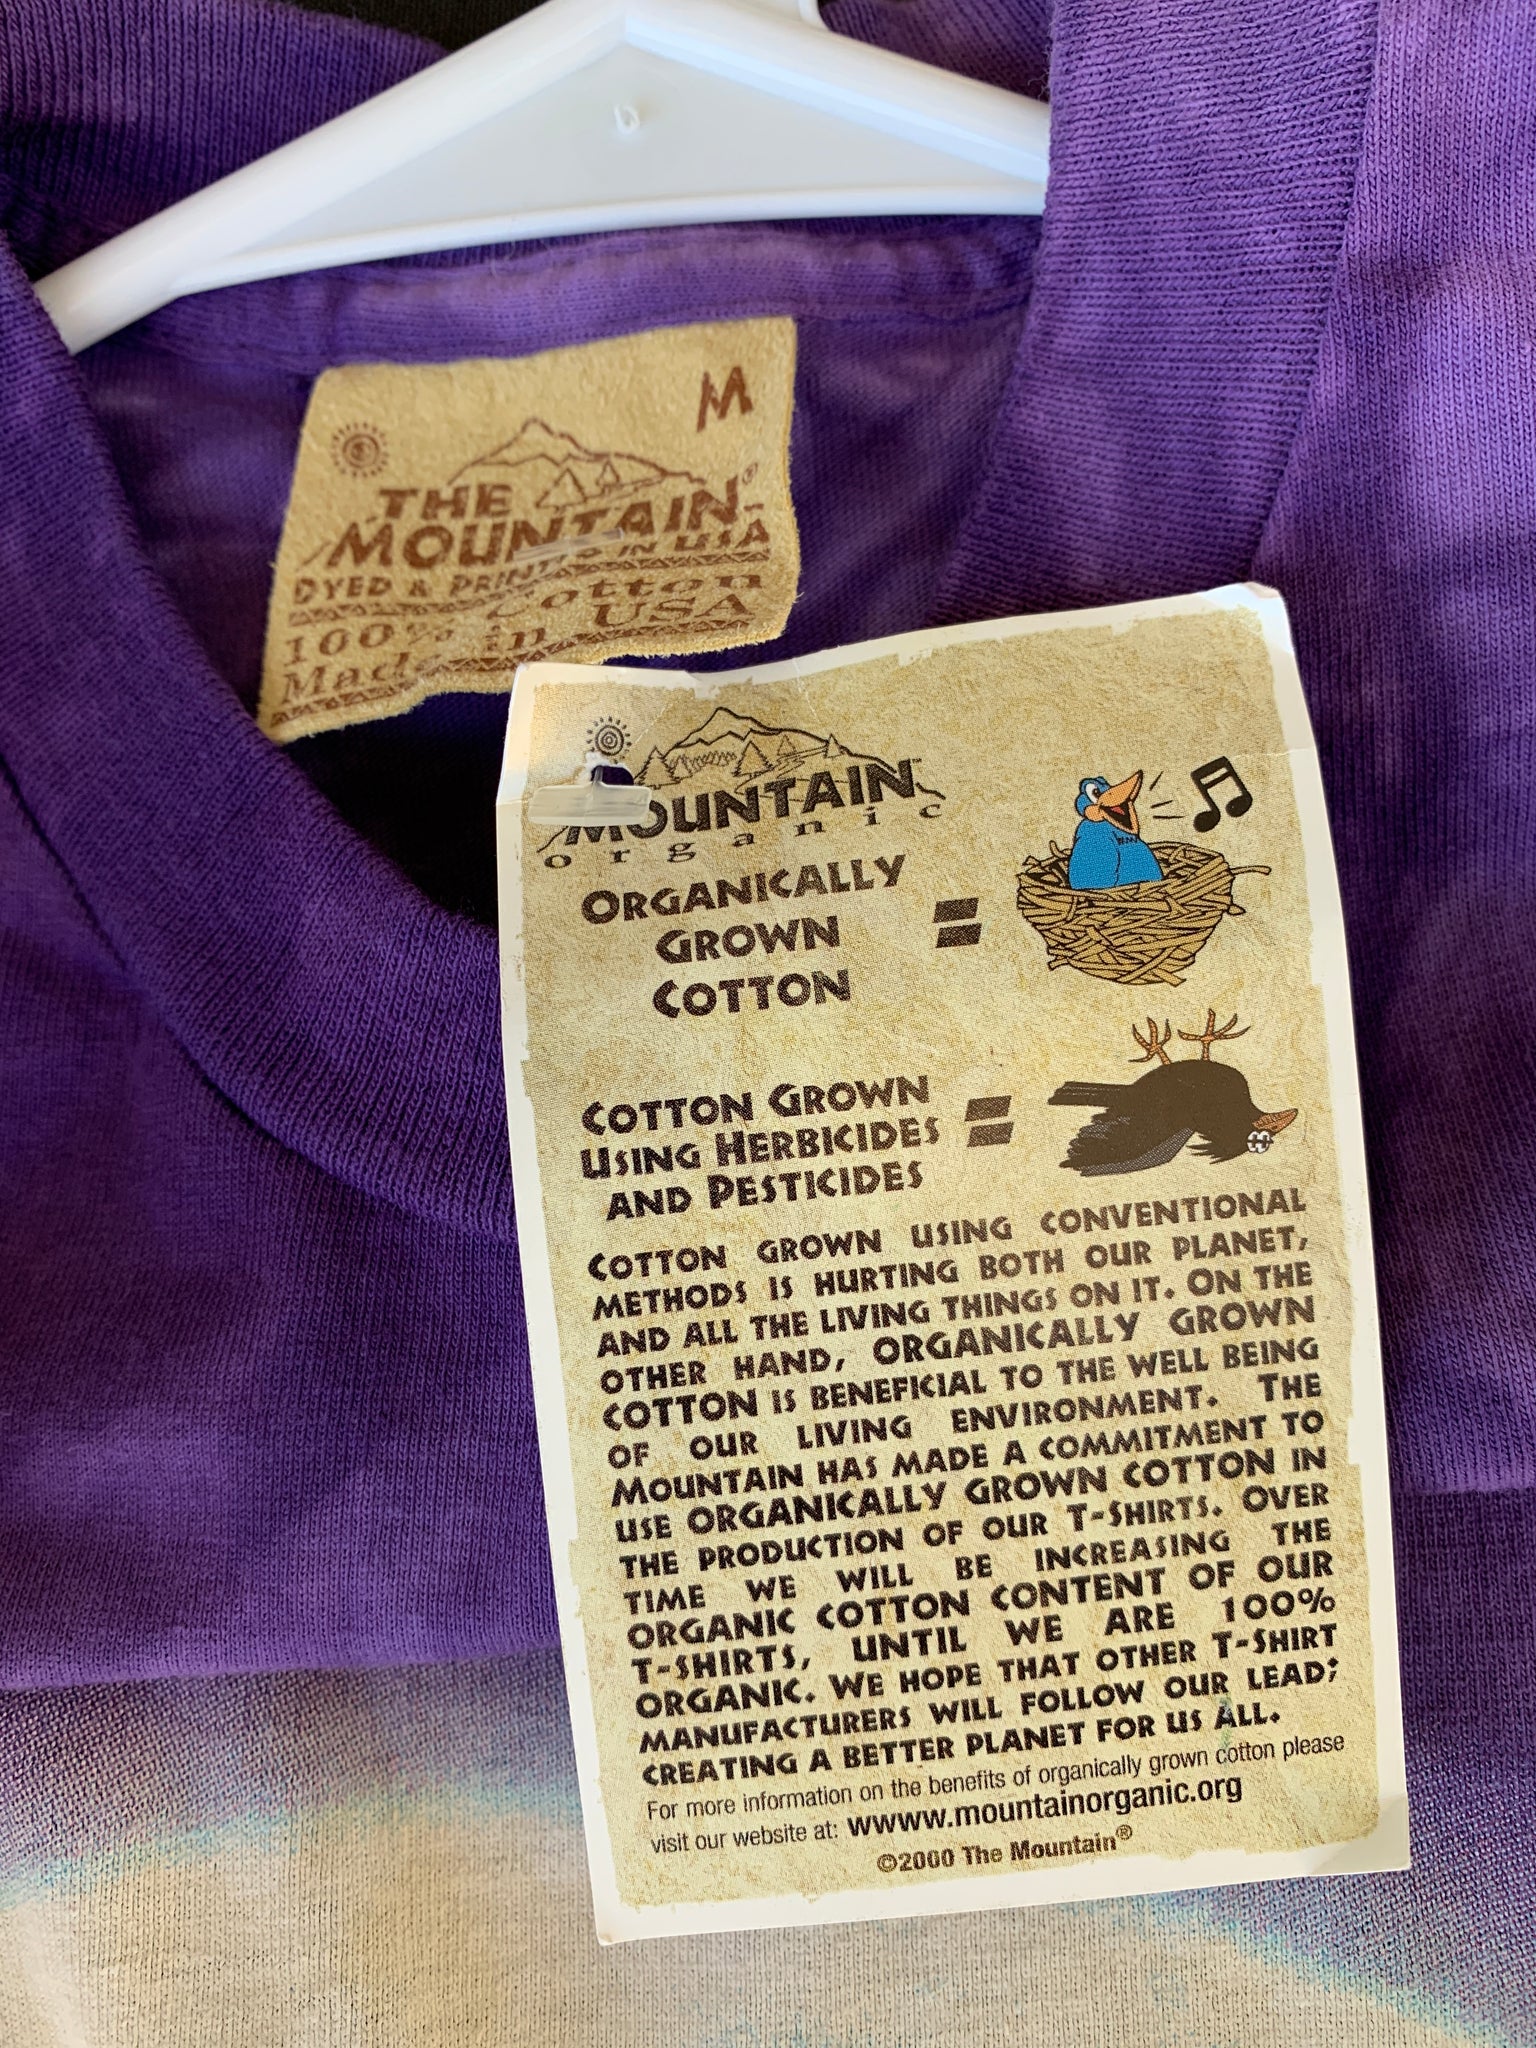 M
THE
MOUNTAIN®
DYED & PRINTED IN USA
100% Cotton
Made in USA
MOUNTAIN™
organic
ORGANICALLY
GROWN
COTTON
=
COTTON GROWN
USING HERBICIDES
AND PESTICIDES
=
COTTON GROWN USING CONVENTIONAL
METHODS IS HURTING BOTH OUR PLANET,
AND ALL THE LIVING THINGS ON IT. ON THE
OTHER HAND, ORGANICALLY GROWN
COTTON IS BENEFICIAL TO THE WELL BEING
OF OUR LIVING ENVIRONMENT. THE
MOUNTAIN HAS MADE A COMMITMENT TO
USE ORGANICALLY GROWN COTTON IN
THE PRODUCTION OF OUR T-SHIRTS. OVER
TIME WE WILL BE INCREASING THE
ORGANIC COTTON CONTENT OF OUR
T-SHIRTS, UNTIL WE ARE 100%
ORGANIC. WE HOPE THAT OTHER T-SHIRT
MANUFACTURERS WILL FOLLOW OUR LEAD;
CREATING A BETTER PLANET FOR US ALL.
For more information on the benefits of organically grown cotton please
visit our website at: wwww.mountainorganic.org
©2000 The Mountain®